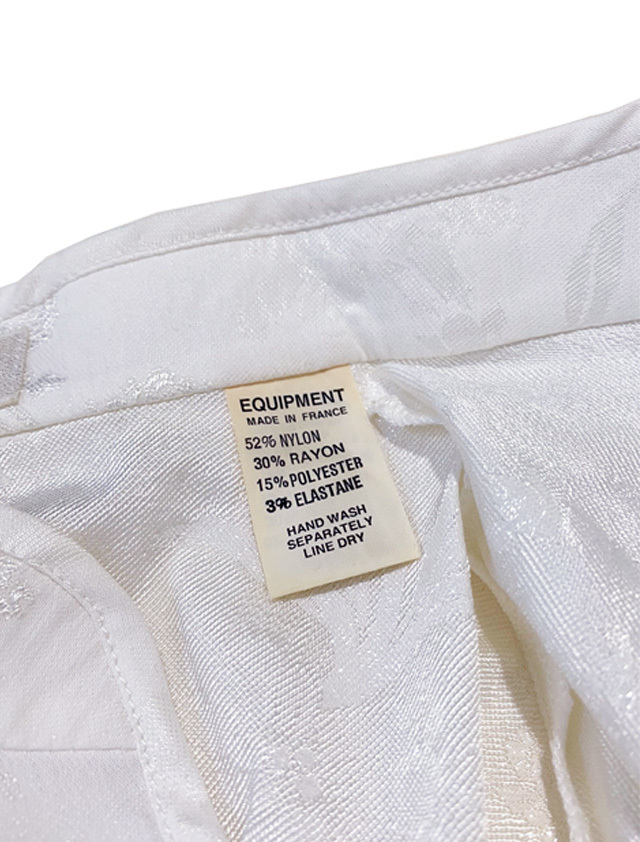 EQUIPMENT
MADE IN FRANCE
52% NYLON
30% RAYON
15% POLYESTER
3% ELASTANE
HAND WASH
SEPARATELY
LINE DRY